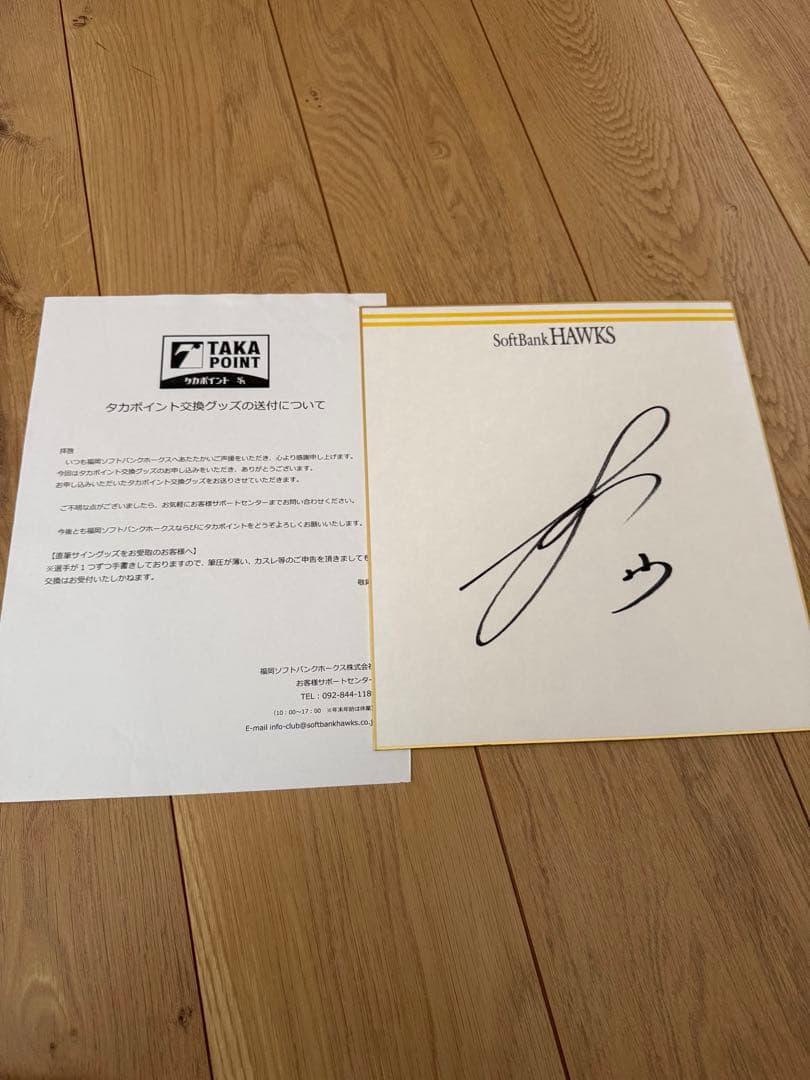 TAKA
POINT
タカポイント
タカポイント交換グッズの送付について
拝啓
いつも福岡ソフトバンクホークスへあたたかいご声援をいただき、心より感謝申し上げます。
今回はタカポイント交換グッズのお申し込みをいただき、ありがとうございます。
お申し込みいただいたタカポイント交換グッズをお送りさせていただきます。
ご不明な点がございましたら、お気軽にお客様サポートセンターまでお問い合わせください。
今後とも福岡ソフトバンクホークスならびにタカポイントをどうぞよろしくお願いいたします。
【直筆サイングッズをお受取のお客様へ】
※選手が１つずつ手書きしておりますので、筆圧が薄い、カスレ等のご申告を頂きましても
交換はお受付いたしかねます。
敬
福岡ソフトバンクホークス株式会
お客様サポートセンター
TEL：092-844-118
（10：00～17：00 ※年末年始は休業
E-mail info-club@softbankhawks.co.j
SoftBank HAWKS